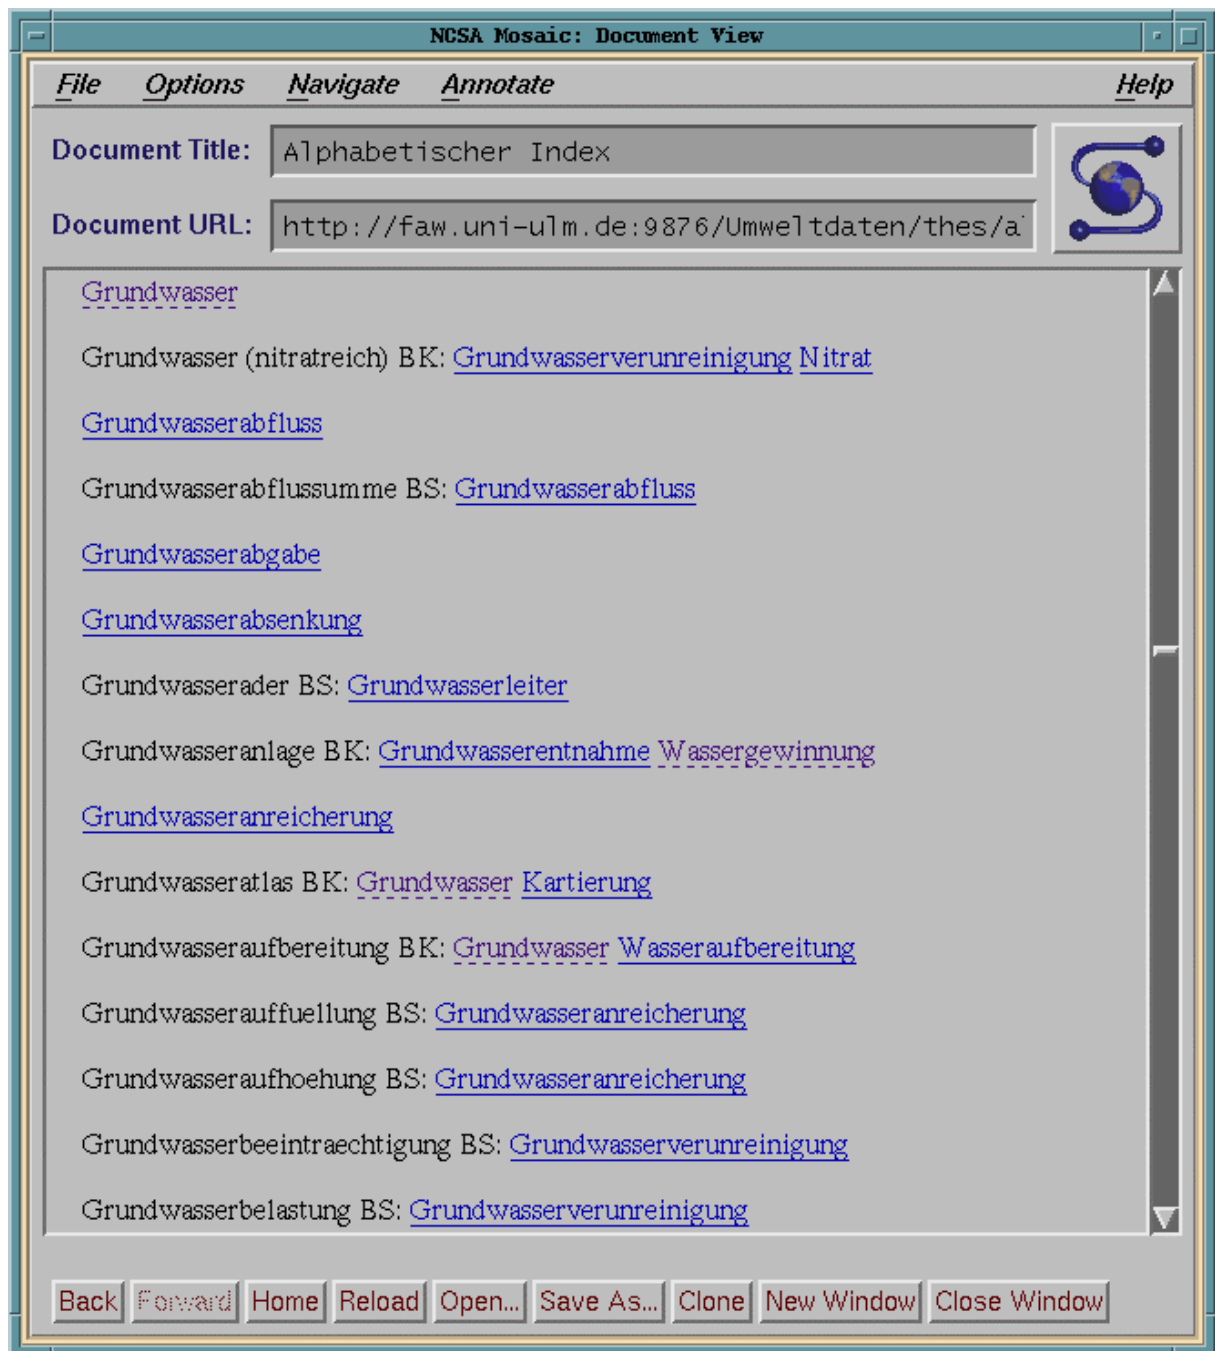 NCSA Mosaic: Document View
File Options Navigate Annotate Help
Document Title: Alphabetischer Index
Document URL: http://faw.uni-ulm.de:9876/Umweltdaten/thes/al
Grundwasser
Grundwasser (nitratreich) BK: Grundwasserverunreinigung Nitrat
Grundwasserabfluss
Grundwasserabflussumme BS: Grundwasserabfluss
Grundwasserabgabe
Grundwasserabsenkung
Grundwasserader BS: Grundwasserleiter
Grundwasseranlage BK: Grundwasserentnahme Wassergewinnung
Grundwasseranreicherung
Grundwasseratlas BK: Grundwasser Kartierung
Grundwasseraufbereitung BK: Grundwasser Wasseraufbereitung
Grundwasserauffuellung BS: Grundwasseranreicherung
Grundwasseraufhoehung BS: Grundwasseranreicherung
Grundwasserbeeintraechtigung BS: Grundwasserverunreinigung
Grundwasserbelastung BS: Grundwasserverunreinigung
Back Forward Home Reload Open... Save As... Clone New Window Close Window